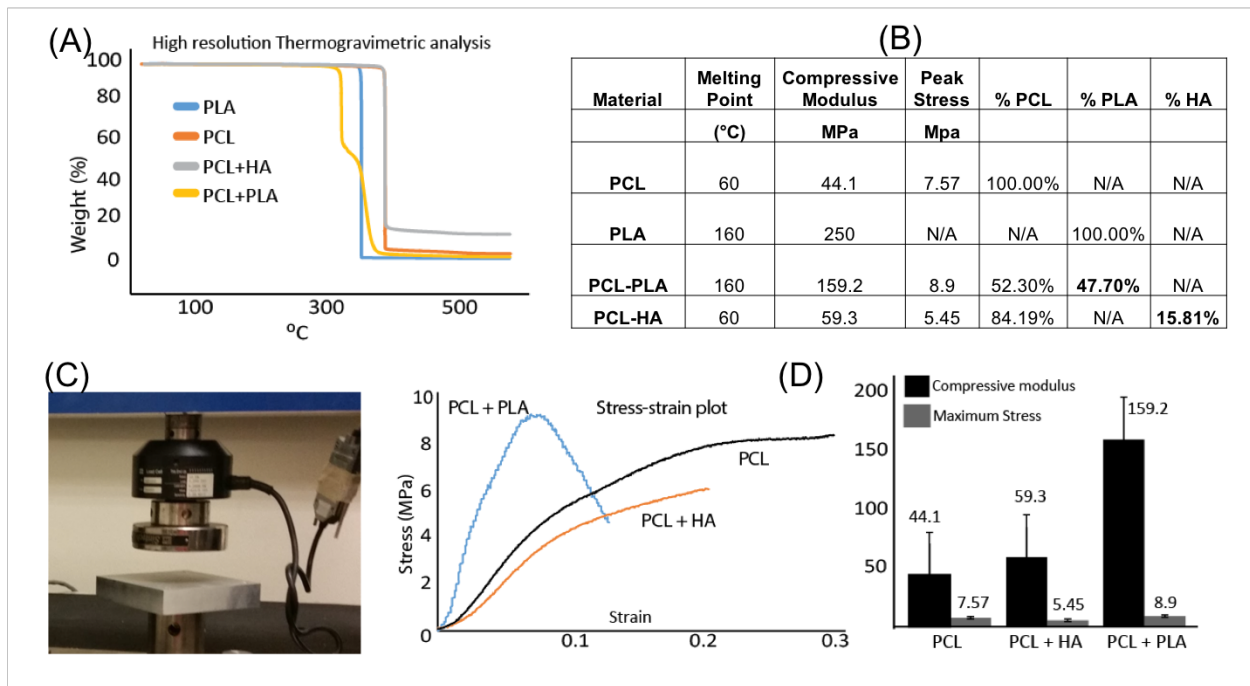 (A)
High resolution Thermogravimetric analysis
Weight (%)
100
80
60
40
20
0
PLA
PCL
PCL+HA
PCL+PLA
100 300 500
°C
(B)
Material Melting Point Compressive Modulus Peak Stress % PCL % PLA % HA
(°C) MPa Mpa
PCL 60 44.1 7.57 100.00% N/A N/A
PLA 160 250 N/A N/A 100.00% N/A
PCL-PLA 160 159.2 8.9 52.30% 47.70% N/A
PCL-HA 60 59.3 5.45 84.19% N/A 15.81%
(C)
Stress (MPa)
10
8
6
4
2
0
PCL + PLA
Stress-strain plot
PCL
PCL + HA
Strain
0.1 0.2 0.3
(D)
200
150
100
50
Compressive modulus
Maximum Stress
44.1
7.57
59.3
5.45
159.2
8.9
PCL PCL + HA PCL + PLA